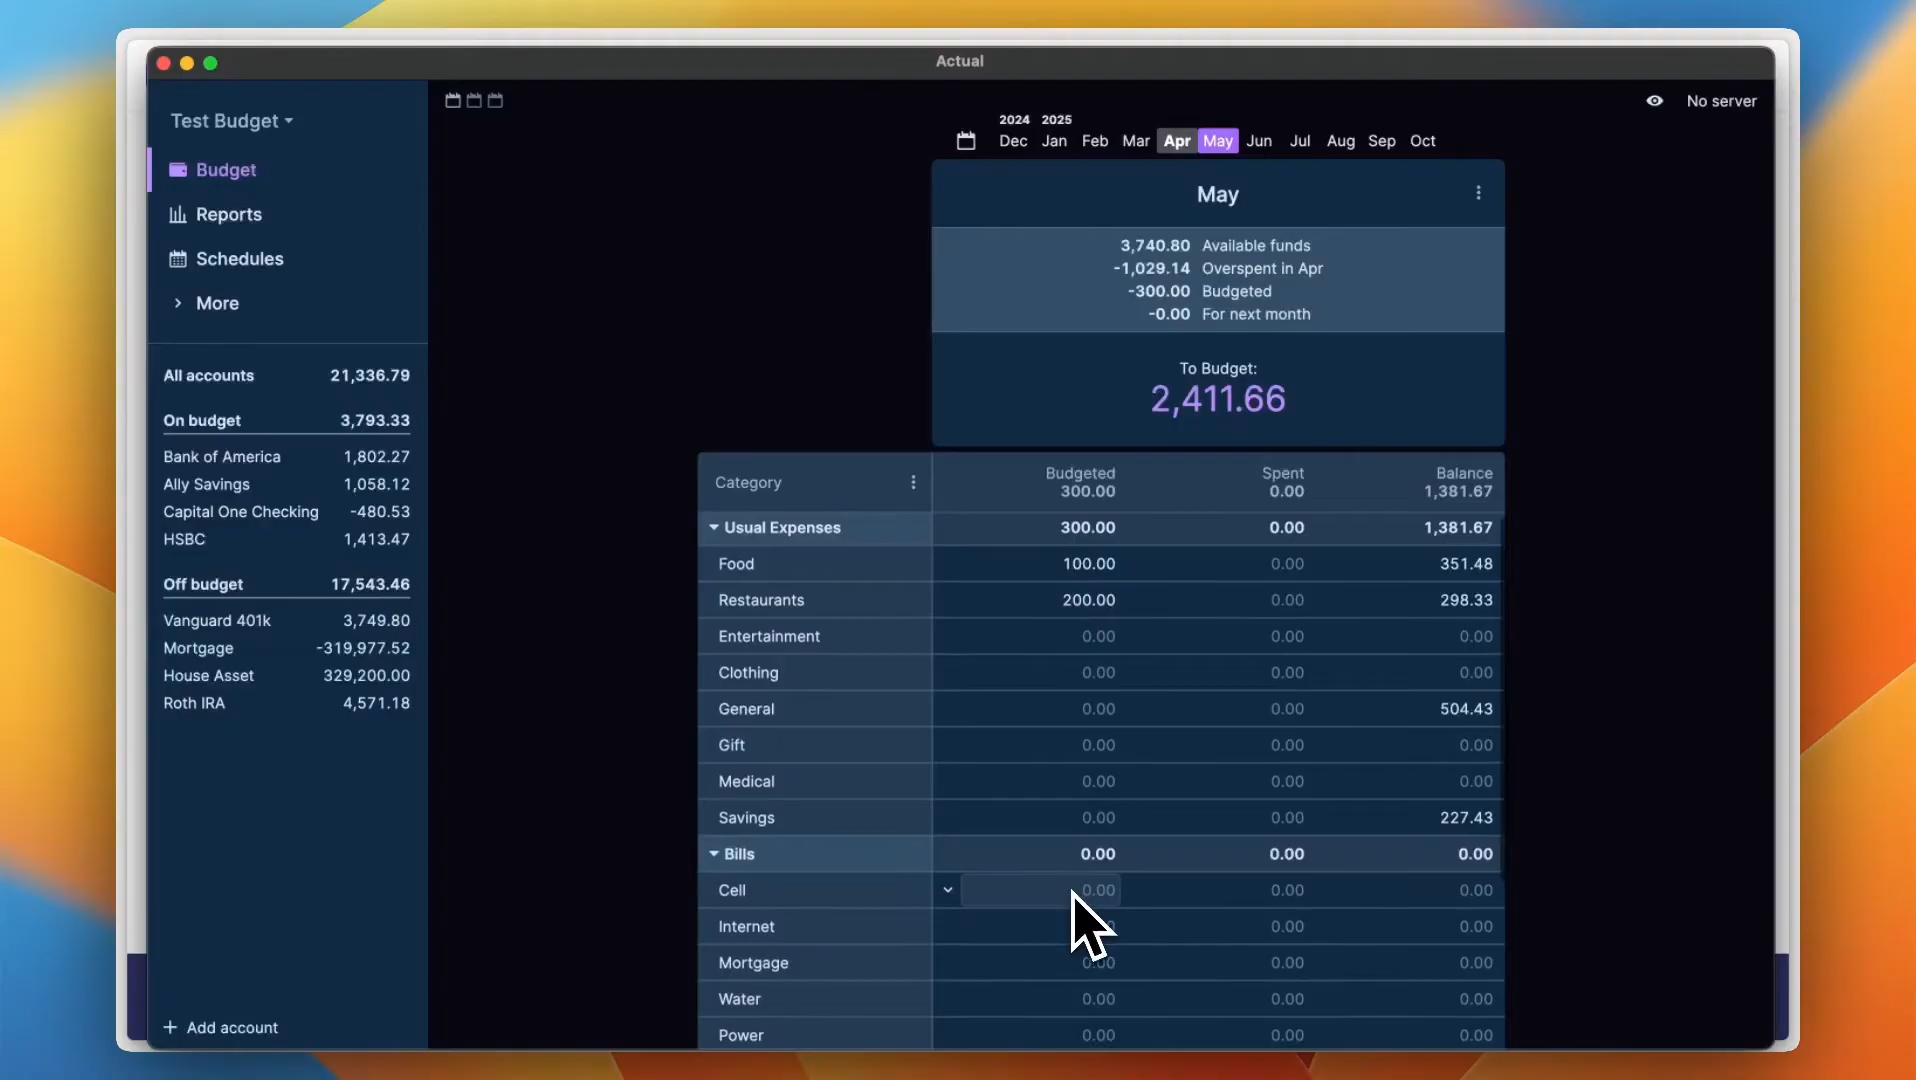 Actual
Test Budget
Budget
Reports
Schedules
More
All accounts 21,336.79
On budget 3,793.33
Bank of America 1,802.27
Ally Savings 1,058.12
Capital One Checking -480.53
HSBC 1,413.47
Off budget 17,543.46
Vanguard 401k 3,749.80
Mortgage -319,977.52
House Asset 329,200.00
Roth IRA 4,571.18
+ Add account
No server
2024 2025
Dec Jan Feb Mar Apr May Jun Jul Aug Sep Oct
May
3,740.80 Available funds
-1,029.14 Overspent in Apr
-300.00 Budgeted
-0.00 For next month
To Budget:
2,411.66
Category Budgeted Spent Balance
300.00 0.00 1,381.67
Usual Expenses 300.00 0.00 1,381.67
Food 100.00 0.00 351.48
Restaurants 200.00 0.00 298.33
Entertainment 0.00 0.00 0.00
Clothing 0.00 0.00 0.00
General 0.00 0.00 504.43
Gift 0.00 0.00 0.00
Medical 0.00 0.00 0.00
Savings 0.00 0.00 227.43
Bills 0.00 0.00 0.00
Cell 0.00 0.00 0.00
Internet 0.00 0.00
Mortgage 0.00 0.00 0.00
Water 0.00 0.00 0.00
Power 0.00 0.00 0.00